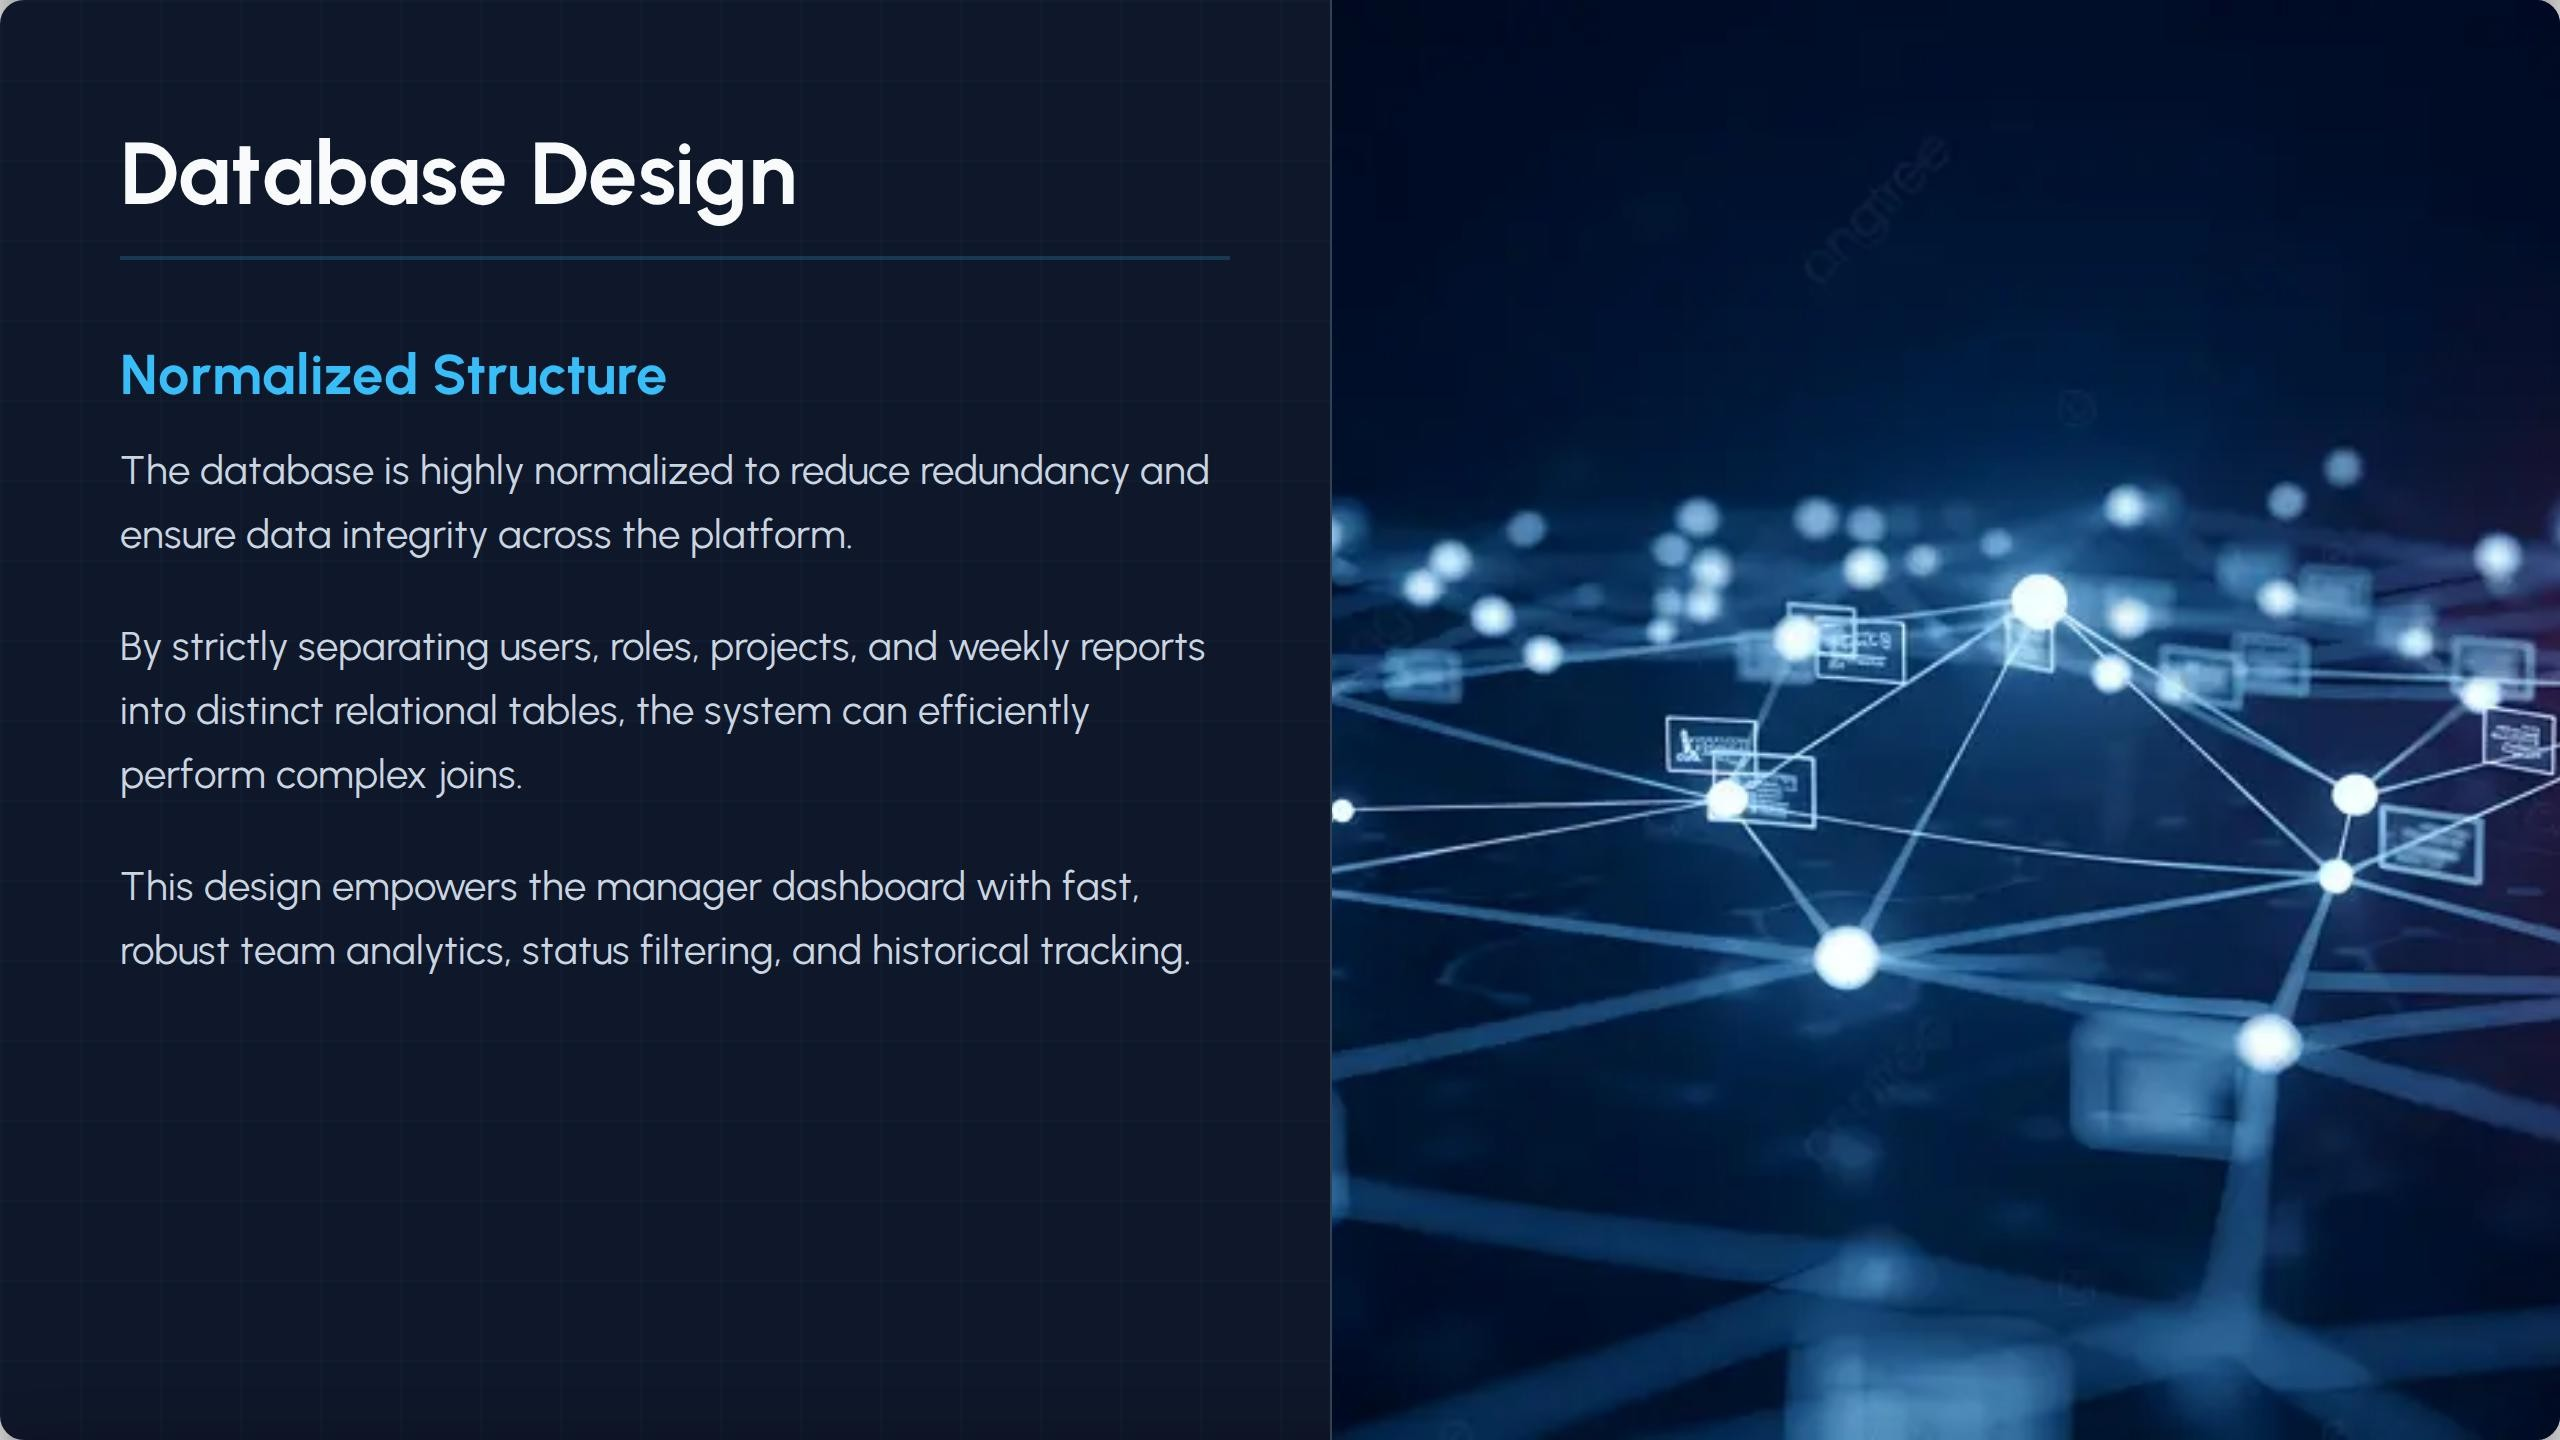 Database Design
Normalized Structure
The database is highly normalized to reduce redundancy and
ensure data integrity across the platform.
By strictly separating users, roles, projects, and weekly reports
into distinct relational tables, the system can efficiently
perform complex joins.
This design empowers the manager dashboard with fast,
robust team analytics, status filtering, and historical tracking.